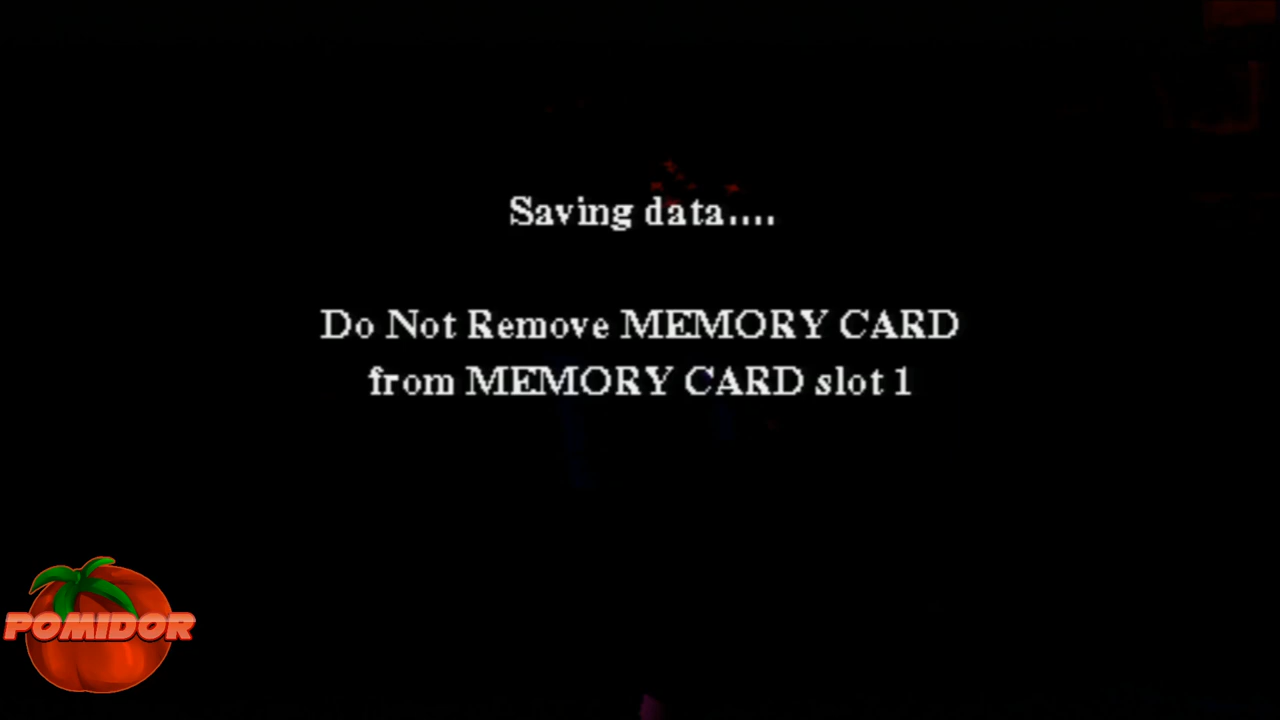 Saving data....
Do Not Remove MEMORY CARD
from MEMORY CARD slot 1
POMIDOR